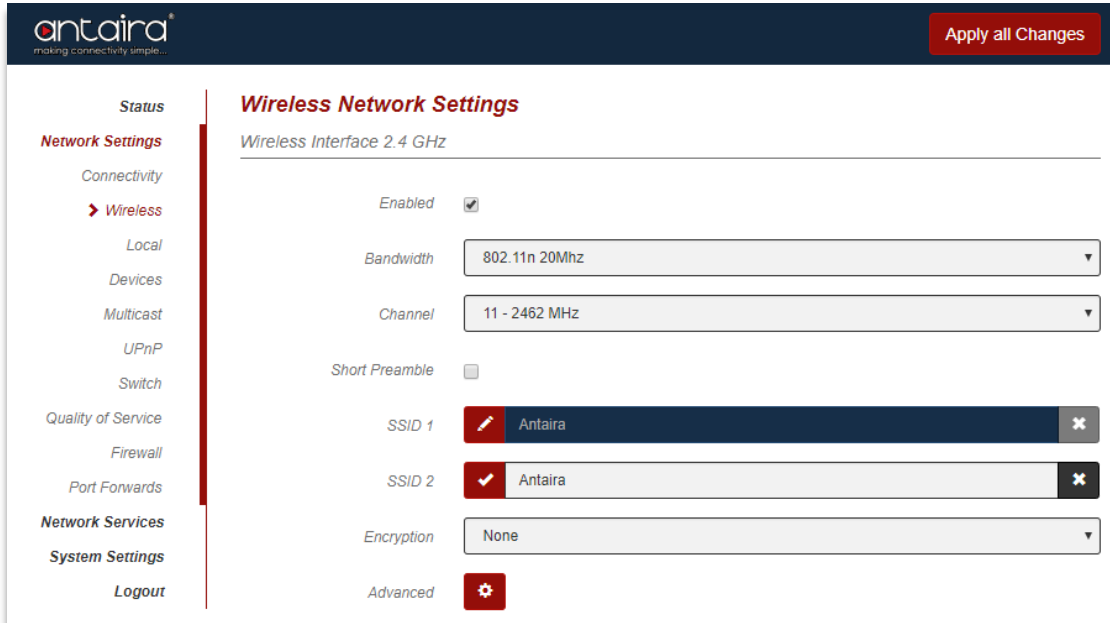 antaira®
making connectivity simple...
Apply all Changes
Status
Network Settings
Connectivity
Wireless
Local
Devices
Multicast
UPnP
Switch
Quality of Service
Firewall
Port Forwards
Network Services
System Settings
Logout
Wireless Network Settings
Wireless Interface 2.4 GHz
Enabled
Bandwidth 802.11n 20Mhz
Channel 11 - 2462 MHz
Short Preamble
SSID 1 Antaira
SSID 2 Antaira
Encryption None
Advanced